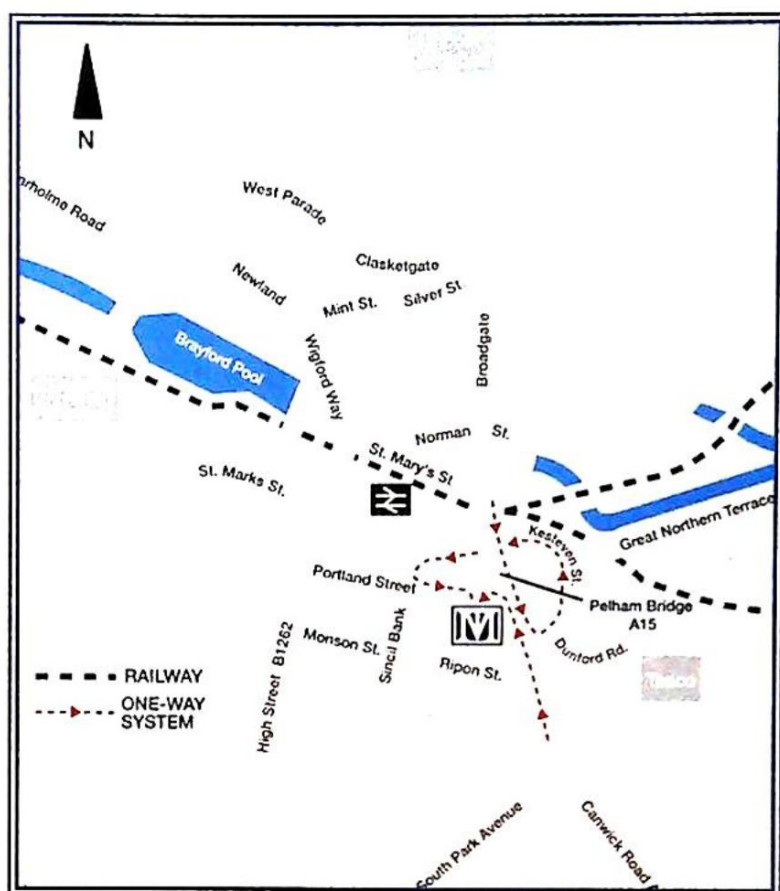 N
arholme Road
West Parade
Clasketgate
Newland
Mint St.
Silver St.
Brayford Pool
Wigford Way
Broadgate
Norman St.
St. Mary's St
St. Marks St.
Great Northern Terrace
Kesteven St.
Portland Street
Pelham Bridge
A15
Monson St.
Sincil Bank
Ripon St.
Dunford Rd.
High Street B1262
RAILWAY
ONE-WAY
SYSTEM
South Park Avenue
Canwick Road